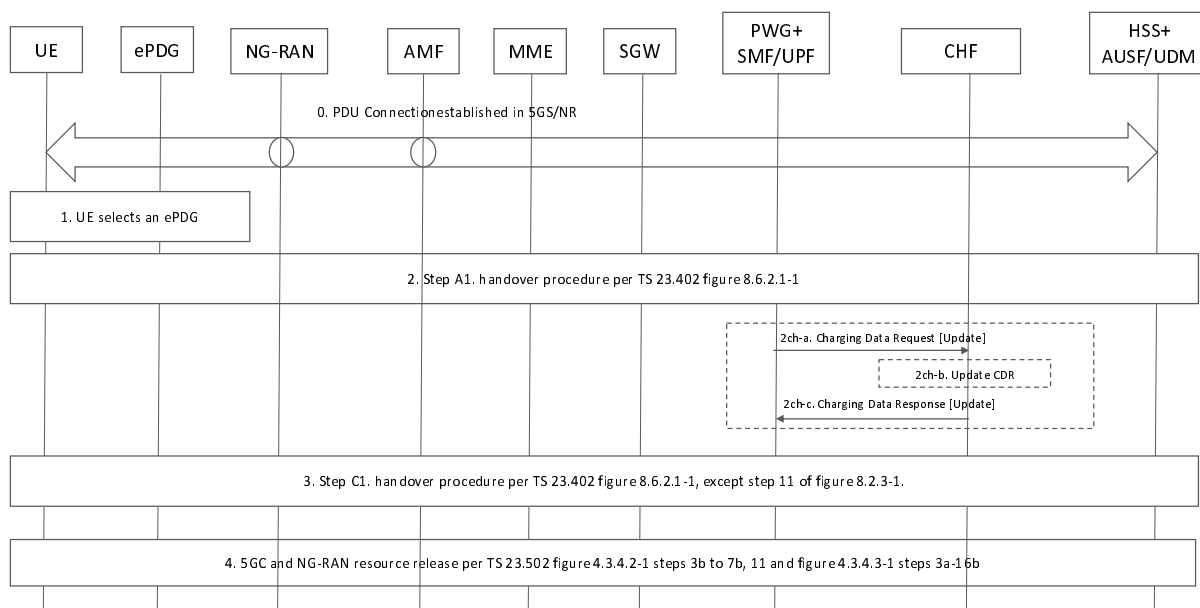 UE
ePDG
NG-RAN
AMF
MME
SGW
PWG+
SMF/UPF
CHF
HSS+
AUSF/UDM
0. PDU Connectionestablished in 5GS/NR
1. UE selects an ePDG
2. Step A1. handover procedure per TS 23.402 figure 8.6.2.1-1
2ch-a. Charging Data Request [Update]
2ch-b. Update CDR
2ch-c. Charging Data Response [Update]
3. Step C1. handover procedure per TS 23.402 figure 8.6.2.1-1, except step 11 of figure 8.2.3-1.
4. 5GC and NG-RAN resource release per TS 23.502 figure 4.3.4.2-1 steps 3b to 7b, 11 and figure 4.3.4.3-1 steps 3a-16b